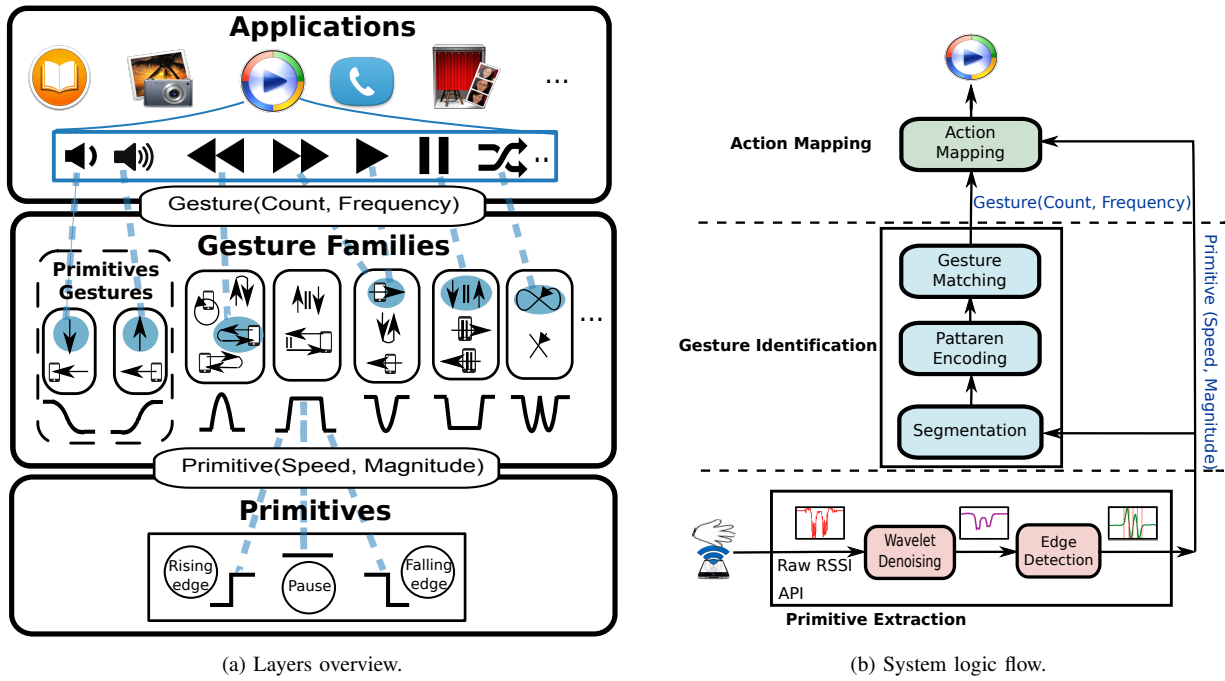 Applications
...
Gesture(Count, Frequency)
Gesture Families
Primitives
Gestures
...
Primitive(Speed, Magnitude)
Primitives
Rising
edge
Pause
Falling
edge
(a) Layers overview.
Action Mapping
Action
Mapping
Gesture(Count, Frequency)
Gesture Identification
Gesture
Matching
Pattaren
Encoding
Segmentation
Primitive (Speed, Magnitude)
Raw RSSI
API
Wavelet
Denoising
Edge
Detection
Primitive Extraction
(b) System logic flow.